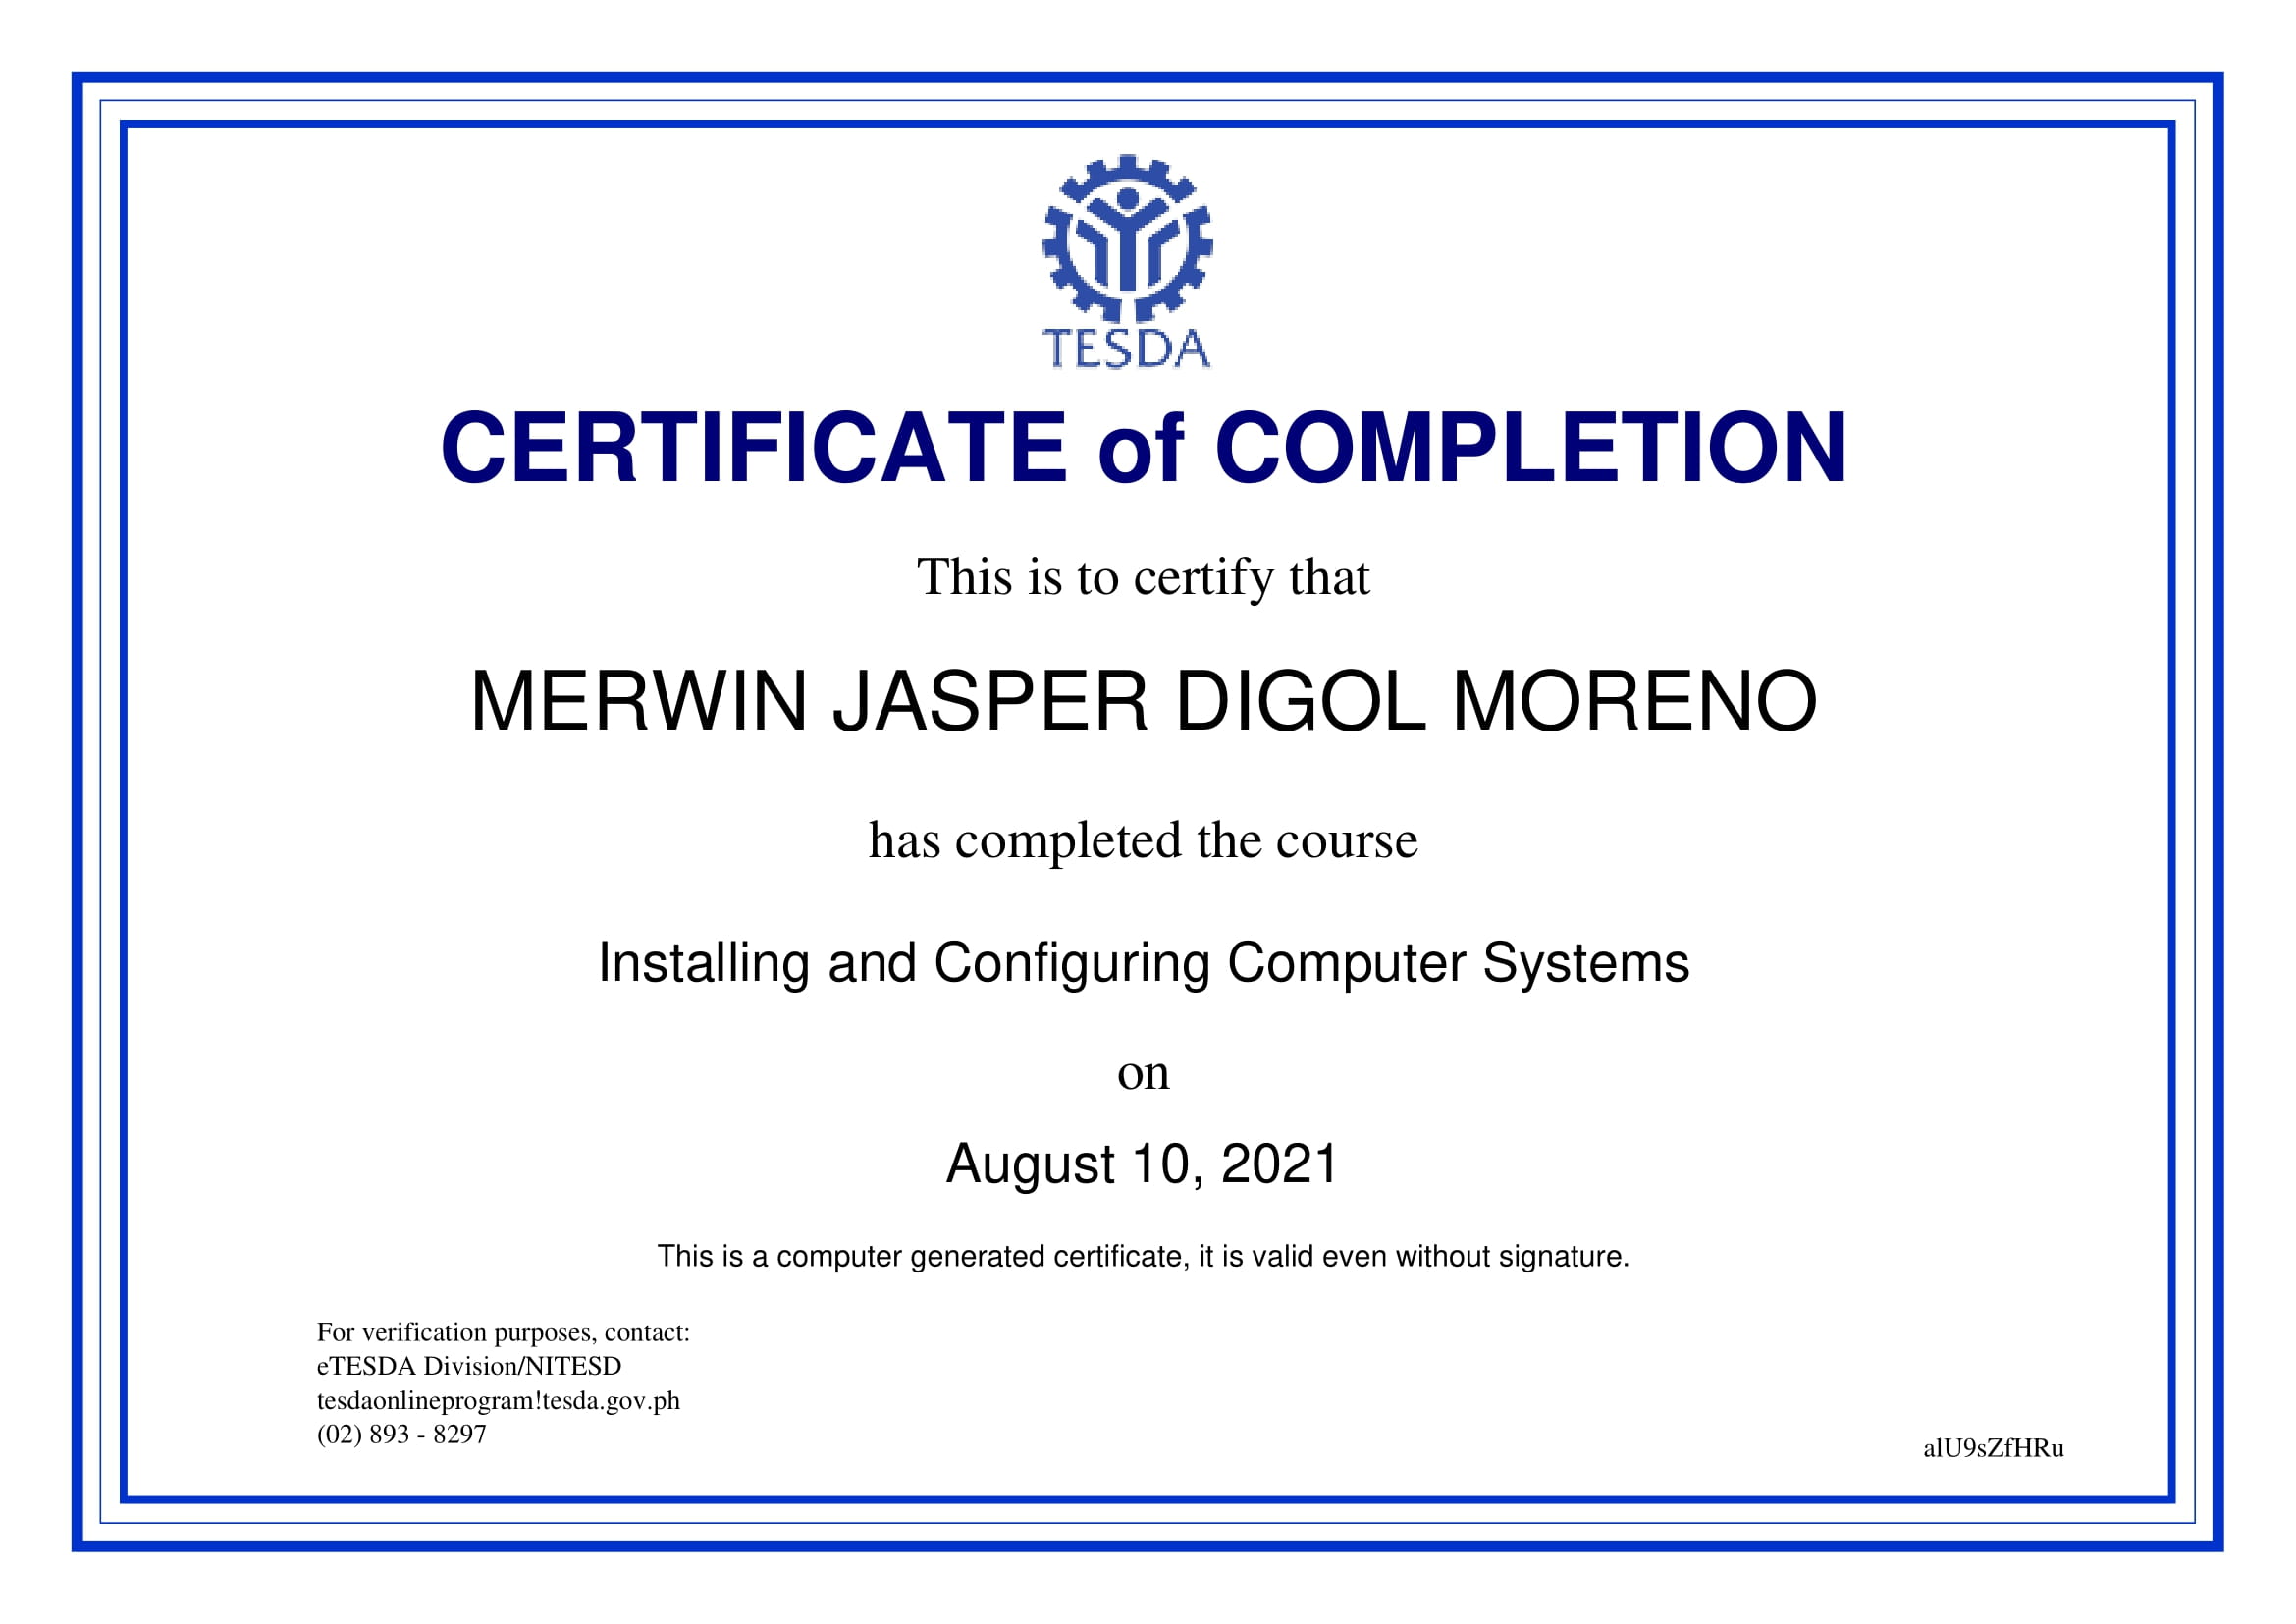 TESDA
CERTIFICATE of COMPLETION
This is to certify that
MERWIN JASPER DIGOL MORENO
has completed the course
Installing and Configuring Computer Systems
on
August 10, 2021
This is a computer generated certificate, it is valid even without signature.
For verification purposes, contact:
eTESDA Division/NITESD
tesdaonlineprogram!tesda.gov.ph
(02) 893 - 8297
alU9sZfHRu